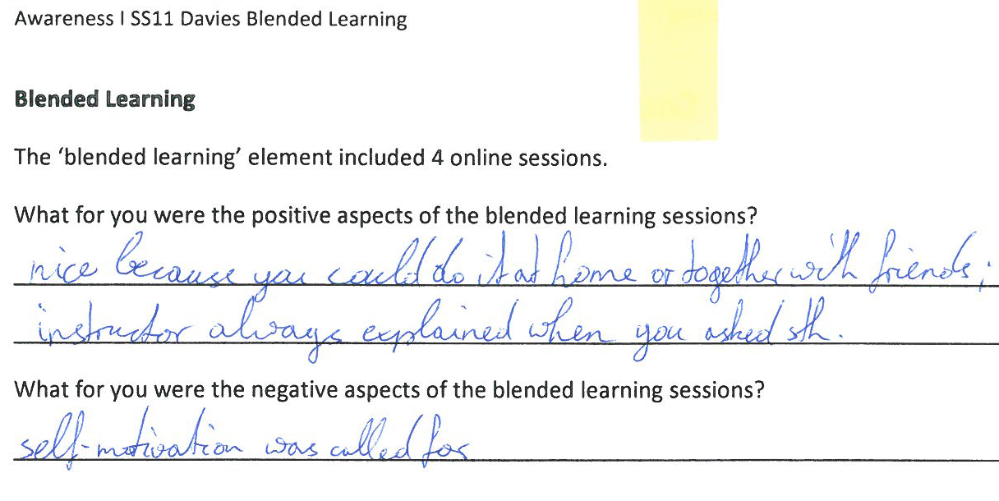 Awareness I SS11 Davies Blended Learning
Blended Learning
The ‘blended learning’ element included 4 online sessions.
What for you were the positive aspects of the blended learning sessions?
nice because you could do it at home or together with friends;
instructor always explained when you asked sth.
What for you were the negative aspects of the blended learning sessions?
self-motivation was called for